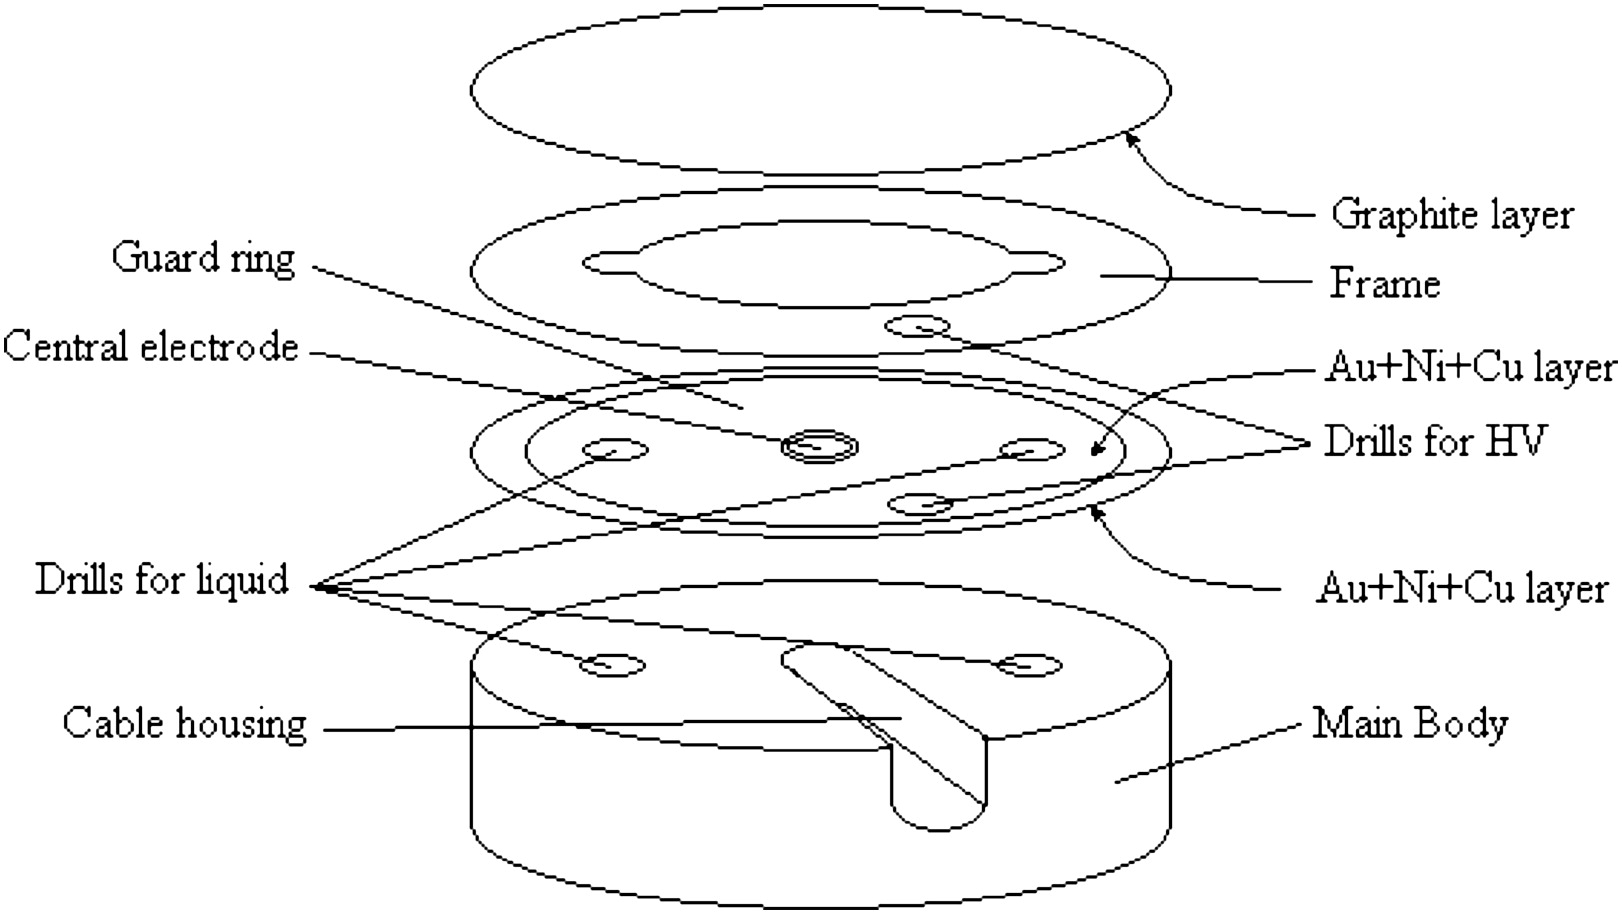 Graphite layer
Guard ring
Frame
Central electrode
Au+Ni+Cu layer
Drills for HV
Drills for liquid
Au+Ni+Cu layer
Cable housing
Main Body